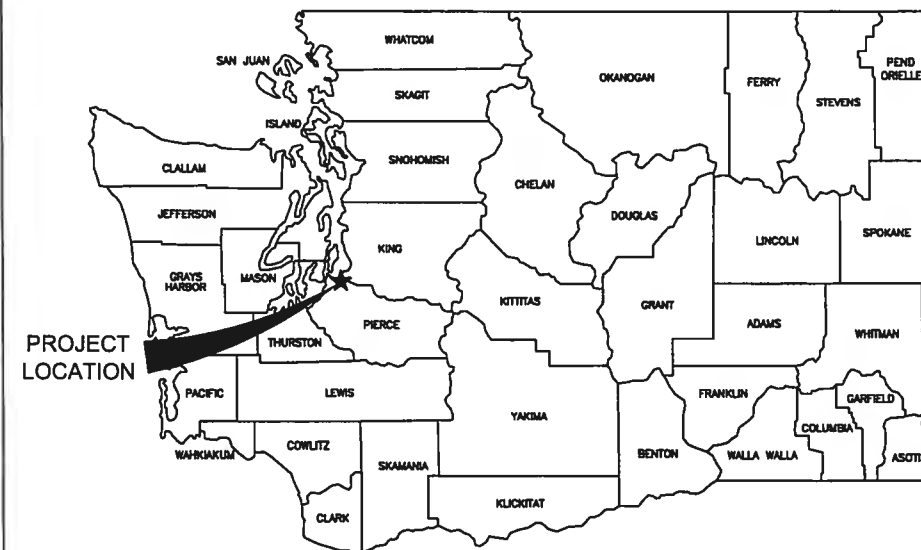 WHATCOM
SAN JUAN
OKANOGAN
FERRY
PEND
ORIELLE
STEVENS
SKAGIT
ISLAND
SNOHOMISH
CLALLAM
CHELAN
JEFFERSON
DOUGLAS
LINCOLN
SPOKANE
KING
GRAYS
HARBOR
MASON
KITTITAS
GRANT
ADAMS
PIERCE
WHITMAN
PROJECT
LOCATION
THURSTON
PACIFIC
LEWIS
YAKIMA
FRANKLIN
GARFIELD
COLUMBIA
WAHKIAKUM
COWLITZ
SKAMANIA
BENTON
WALLA WALLA
ASOTI
KLICKITAT
CLARK